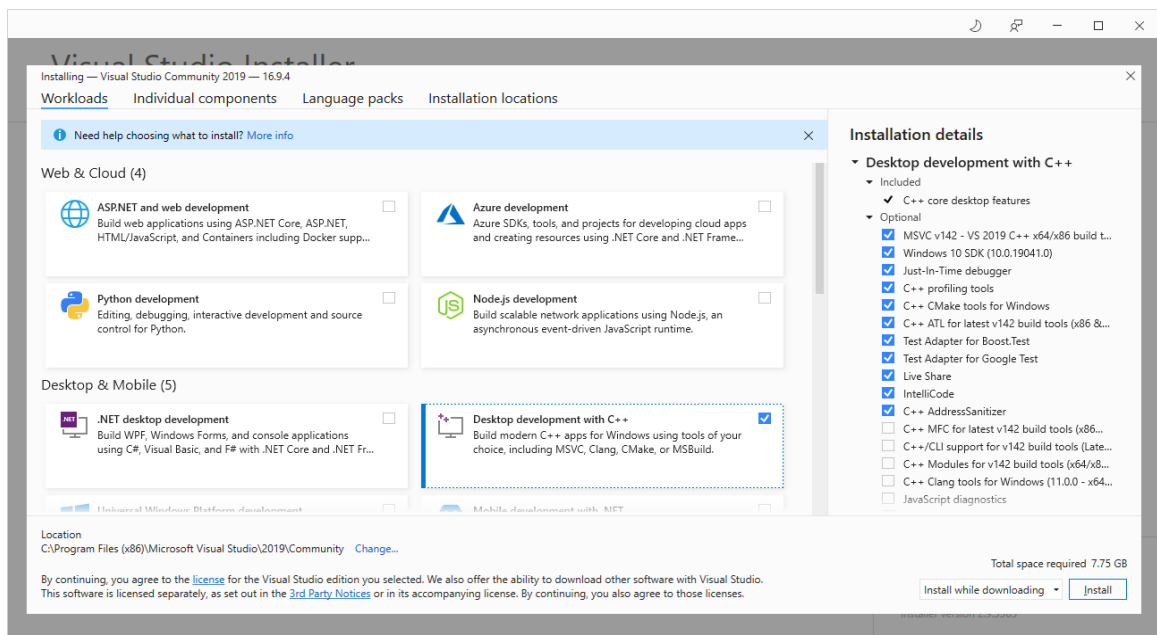 Visual Studio Installer
Installing — Visual Studio Community 2019 — 16.9.4
Workloads Individual components Language packs Installation locations
Need help choosing what to install? More info
Web & Cloud (4)
ASP.NET and web development
Build web applications using ASP.NET Core, ASP.NET,
HTML/JavaScript, and Containers including Docker supp...
Azure development
Azure SDKs, tools, and projects for developing cloud apps
and creating resources using .NET Core and .NET Frame...
Python development
Editing, debugging, interactive development and source
control for Python.
Node.js development
Build scalable network applications using Node.js, an
asynchronous event-driven JavaScript runtime.
Desktop & Mobile (5)
.NET desktop development
Build WPF, Windows Forms, and console applications
using C#, Visual Basic, and F# with .NET Core and .NET Fr...
Desktop development with C++
Build modern C++ apps for Windows using tools of your
choice, including MSVC, Clang, CMake, or MSBuild.
Universal Windows Platform development
Mobile development with .NET
Installation details
Desktop development with C++
Included
C++ core desktop features
Optional
MSVC v142 - VS 2019 C++ x64/x86 build t...
Windows 10 SDK (10.0.19041.0)
Just-In-Time debugger
C++ profiling tools
C++ CMake tools for Windows
C++ ATL for latest v142 build tools (x86 &...
Test Adapter for Boost.Test
Test Adapter for Google Test
Live Share
IntelliCode
C++ AddressSanitizer
C++ MFC for latest v142 build tools (x86...
C++/CLI support for v142 build tools (Late...
C++ Modules for v142 build tools (x64/x8...
C++ Clang tools for Windows (11.0.0 - x64...
JavaScript diagnostics
Location
C:\Program Files (x86)\Microsoft Visual Studio\2019\Community Change...
By continuing, you agree to the license for the Visual Studio edition you selected. We also offer the ability to download other software with Visual Studio.
This software is licensed separately, as set out in the 3rd Party Notices or in its accompanying license. By continuing, you also agree to those licenses.
Total space required 7.75 GB
Install while downloading Install
Installer version